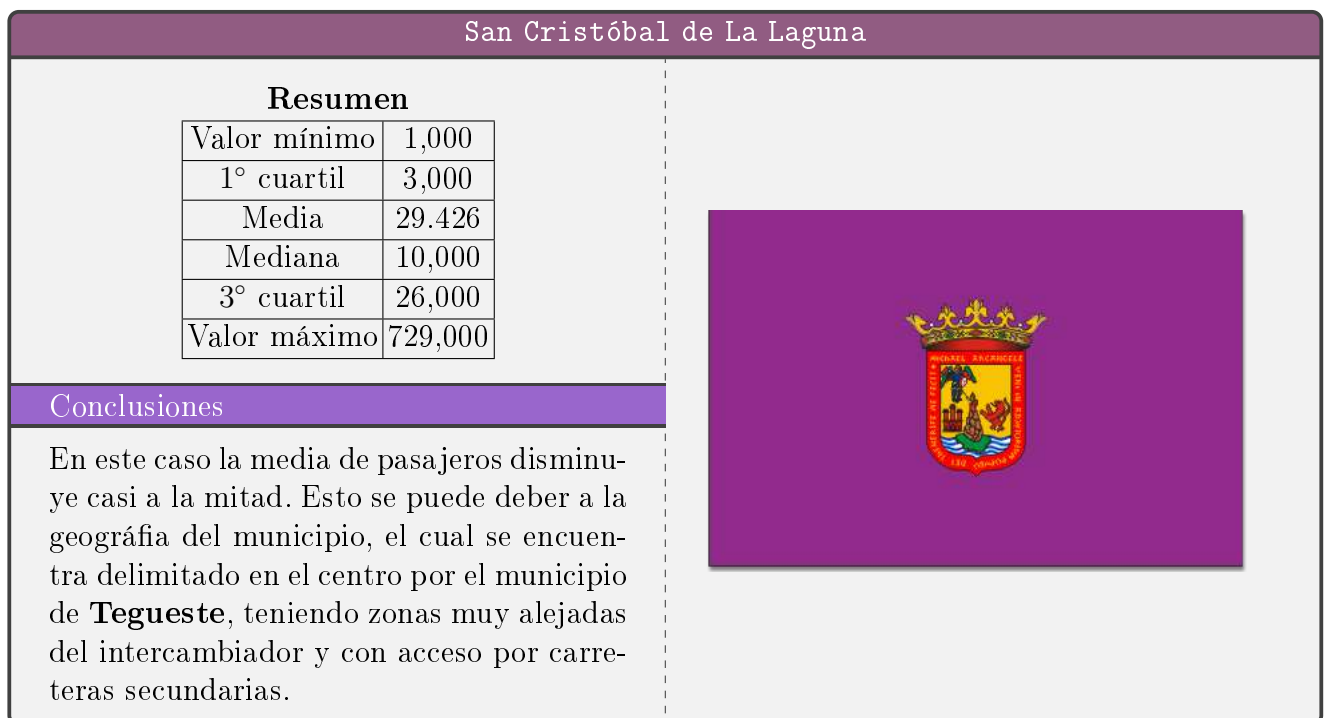 San Cristóbal de La Laguna
Resumen
Valor mínimo 1,000
1° cuartil 3,000
Media 29.426
Mediana 10,000
3° cuartil 26,000
Valor máximo 729,000
Conclusiones
En este caso la media de pasajeros disminu-
ye casi a la mitad. Esto se puede deber a la
geográfia del municipio, el cual se encuen-
tra delimitado en el centro por el municipio
de Tegueste, teniendo zonas muy alejadas
del intercambiador y con acceso por carre-
teras secundarias.
MICHAEL ARCANGELE